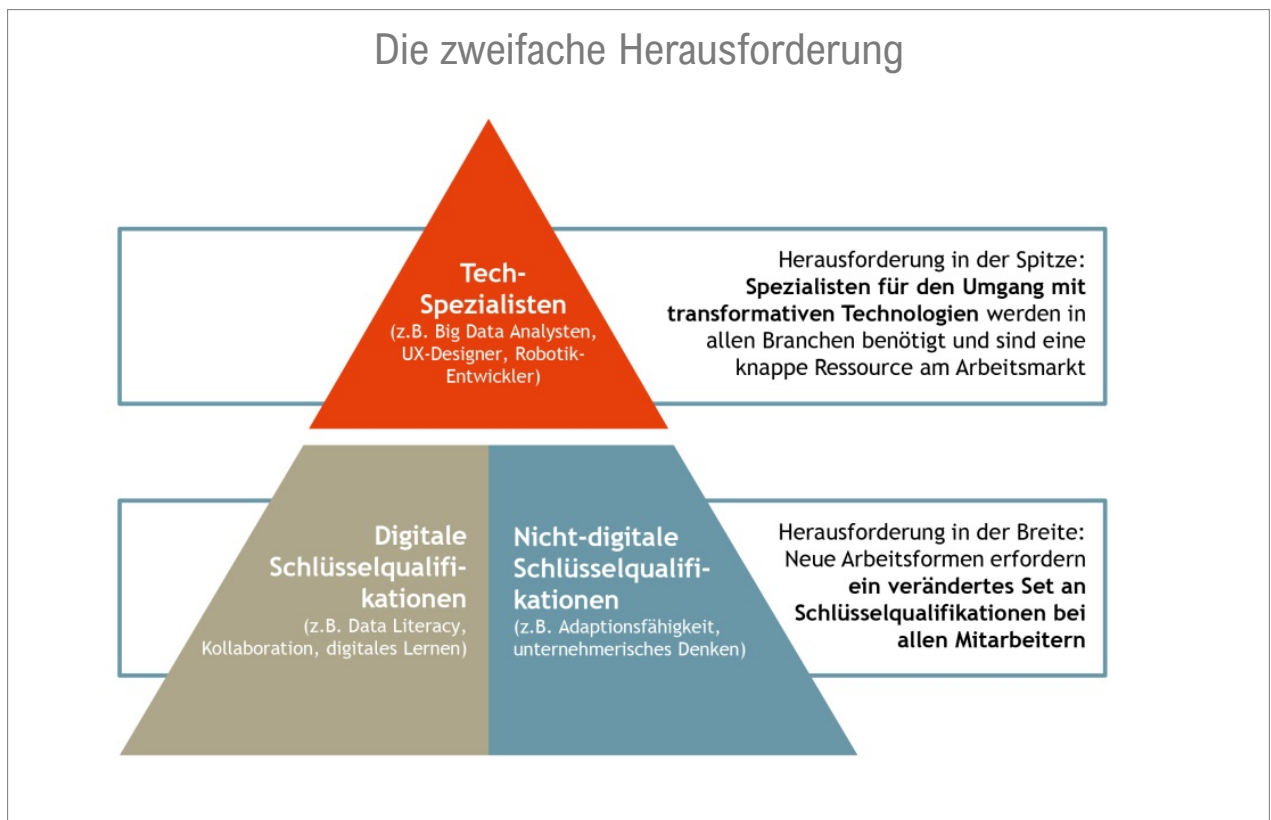 Die zweifache Herausforderung
Tech-
Spezialisten
(z.B. Big Data Analysten,
UX-Designer, Robotik-
Entwickler)
Herausforderung in der Spitze:
Spezialisten für den Umgang mit
transformativen Technologien werden in
allen Branchen benötigt und sind eine
knappe Ressource am Arbeitsmarkt
Digitale
Schlüsselqualifi-
kationen
(z.B. Data Literacy,
Kollaboration, digitales Lernen)
Nicht-digitale
Schlüsselqualifi-
kationen
(z.B. Adaptionsfähigkeit,
unternehmerisches Denken)
Herausforderung in der Breite:
Neue Arbeitsformen erfordern
ein verändertes Set an
Schlüsselqualifikationen bei
allen Mitarbeitern